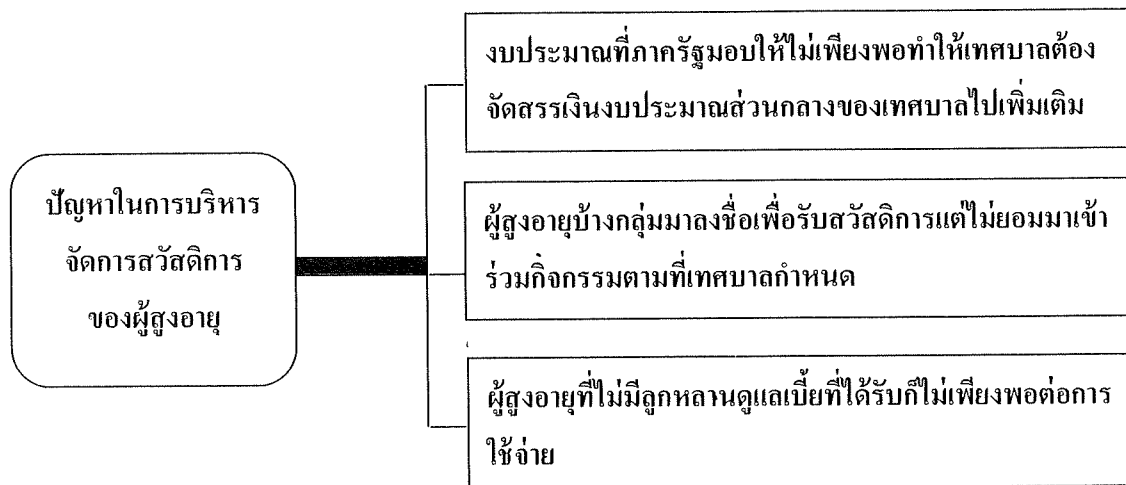 ปัญหาในการบริหาร
จัดการสวัสดิการ
ของผู้สูงอายุ
งบประมาณที่ภาครัฐมอบให้ไม่เพียงพอทำให้เทศบาลต้อง
จัดสรรเงินงบประมาณส่วนกลางของเทศบาลไปเพิ่มเติม
ผู้สูงอายุบ้างกลุ่มมาลงชื่อเพื่อรับสวัสดิการแต่ไม่ยอมมาเข้า
ร่วมกิจกรรมตามที่เทศบาลกำหนด
ผู้สูงอายุที่ไม่มีลูกหลานดูแลเบี้ยที่ได้รับก็ไม่เพียงพอต่อการ
ใช้จ่าย